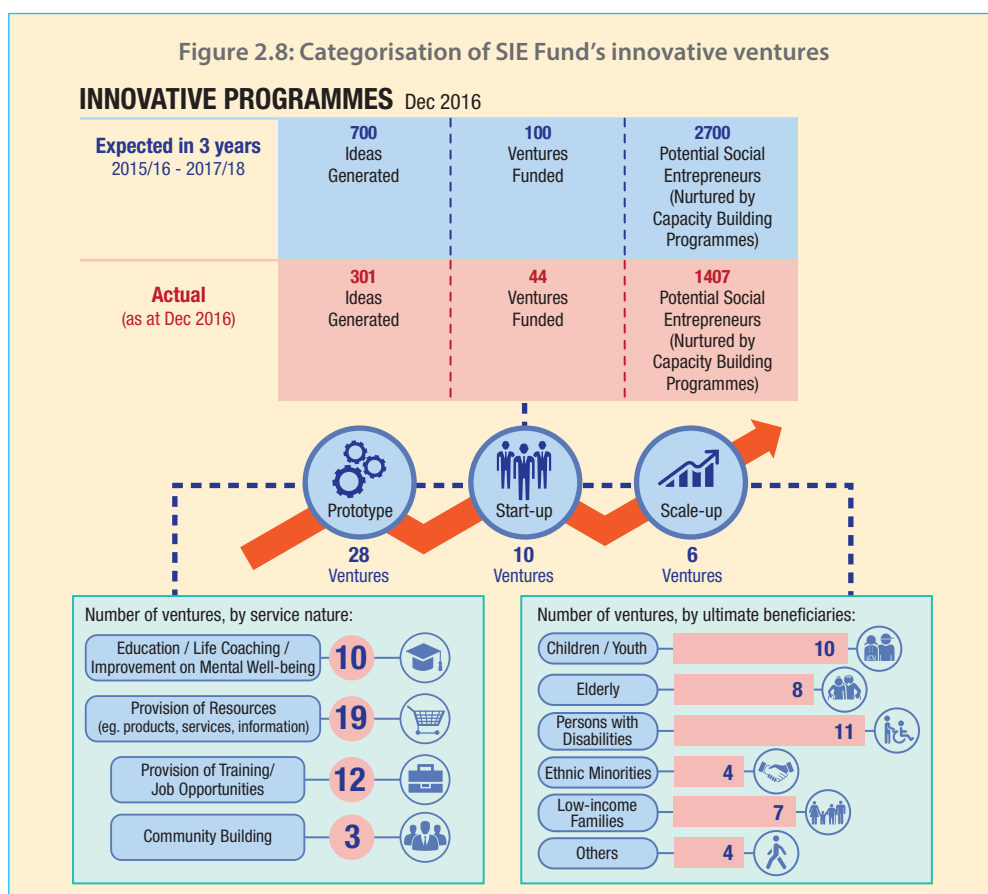 Figure 2.8: Categorisation of SIE Fund's innovative ventures
INNOVATIVE PROGRAMMES Dec 2016
Expected in 3 years
2015/16 - 2017/18
700
Ideas
Generated
100
Ventures
Funded
2700
Potential Social
Entrepreneurs
(Nurtured by
Capacity Building
Programmes)
Actual
(as at Dec 2016)
301
Ideas
Generated
44
Ventures
Funded
1407
Potential Social
Entrepreneurs
(Nurtured by
Capacity Building
Programmes)
Prototype
28
Ventures
Start-up
10
Ventures
Scale-up
6
Ventures
Number of ventures, by service nature:
Education / Life Coaching /
Improvement on Mental Well-being
10
Provision of Resources
(eg. products, services, information)
19
Provision of Training/
Job Opportunities
12
Community Building
3
Number of ventures, by ultimate beneficiaries:
Children / Youth
10
Elderly
8
Persons with
Disabilities
11
Ethnic Minorities
4
Low-income
Families
7
Others
4